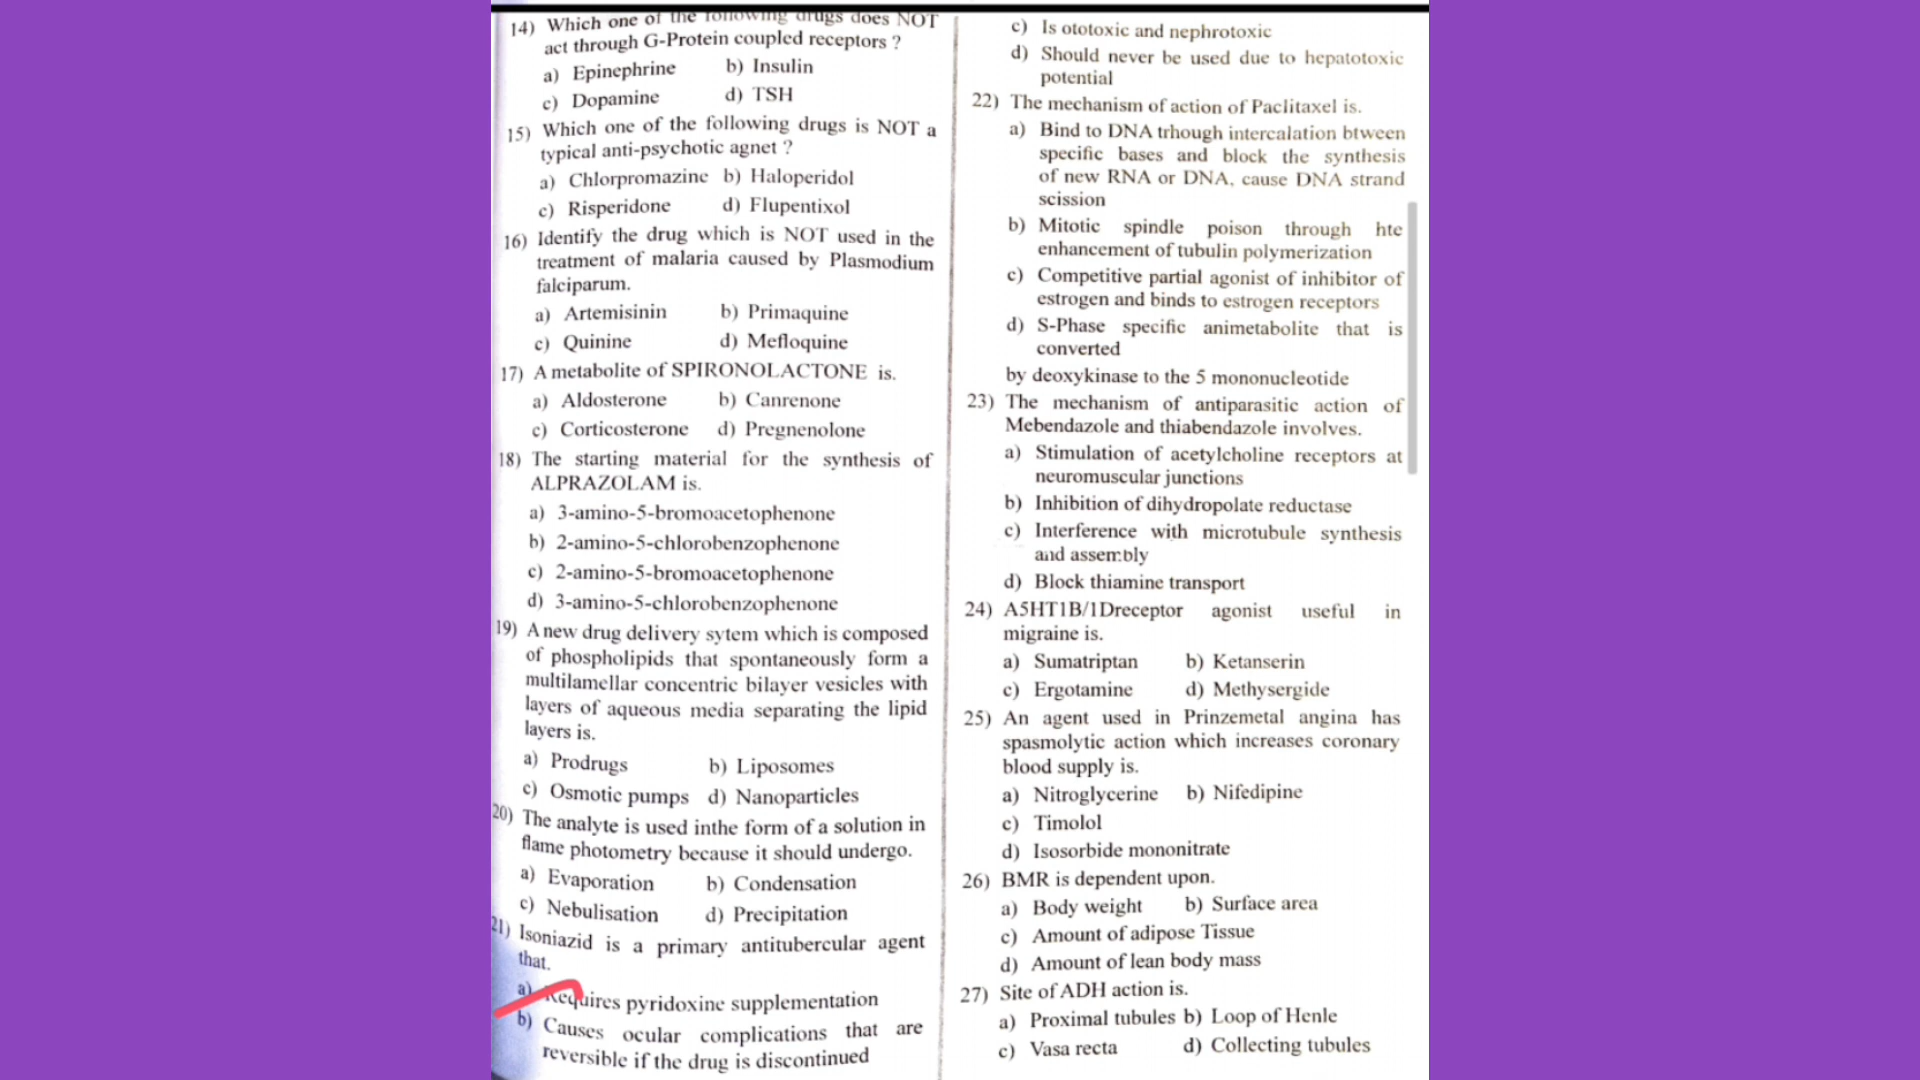 14) Which one of the following drugs does NOT
act through G-Protein coupled receptors ?
a) Epinephrine b) Insulin
c) Dopamine d) TSH
15) Which one of the following drugs is NOT a
typical anti-psychotic agnet ?
a) Chlorpromazine b) Haloperidol
c) Risperidone d) Flupentixol
16) Identify the drug which is NOT used in the
treatment of malaria caused by Plasmodium
falciparum.
a) Artemisinin b) Primaquine
c) Quinine d) Mefloquine
17) A metabolite of SPIRONOLACTONE is.
a) Aldosterone b) Canrenone
c) Corticosterone d) Pregnenolone
18) The starting material for the synthesis of
ALPRAZOLAM is.
a) 3-amino-5-bromoacetophenone
b) 2-amino-5-chlorobenzophenone
c) 2-amino-5-bromoacetophenone
d) 3-amino-5-chlorobenzophenone
19) A new drug delivery sytem which is composed
of phospholipids that spontaneously form a
multilamellar concentric bilayer vesicles with
layers of aqueous media separating the lipid
layers is.
a) Prodrugs b) Liposomes
c) Osmotic pumps d) Nanoparticles
20) The analyte is used inthe form of a solution in
flame photometry because it should undergo.
a) Evaporation b) Condensation
c) Nebulisation d) Precipitation
21) Isoniazid is a primary antitubercular agent
that.
a) Requires pyridoxine supplementation
b) Causes ocular complications that are
reversible if the drug is discontinued
c) Is ototoxic and nephrotoxic
d) Should never be used due to hepatotoxic
potential
22) The mechanism of action of Paclitaxel is.
a) Bind to DNA trhough intercalation btween
specific bases and block the synthesis
of new RNA or DNA, cause DNA strand
scission
b) Mitotic spindle poison through hte
enhancement of tubulin polymerization
c) Competitive partial agonist of inhibitor of
estrogen and binds to estrogen receptors
d) S-Phase specific animetabolite that is
converted
by deoxykinase to the 5 mononucleotide
23) The mechanism of antiparasitic action of
Mebendazole and thiabendazole involves.
a) Stimulation of acetylcholine receptors at
neuromuscular junctions
b) Inhibition of dihydropolate reductase
c) Interference with microtubule synthesis
and assembly
d) Block thiamine transport
24) A5HT1B/1Dreceptor agonist useful in
migraine is.
a) Sumatriptan b) Ketanserin
c) Ergotamine d) Methysergide
25) An agent used in Prinzemetal angina has
spasmolytic action which increases coronary
blood supply is.
a) Nitroglycerine b) Nifedipine
c) Timolol
d) Isosorbide mononitrate
26) BMR is dependent upon.
a) Body weight b) Surface area
c) Amount of adipose Tissue
d) Amount of lean body mass
27) Site of ADH action is.
a) Proximal tubules b) Loop of Henle
c) Vasa recta d) Collecting tubules